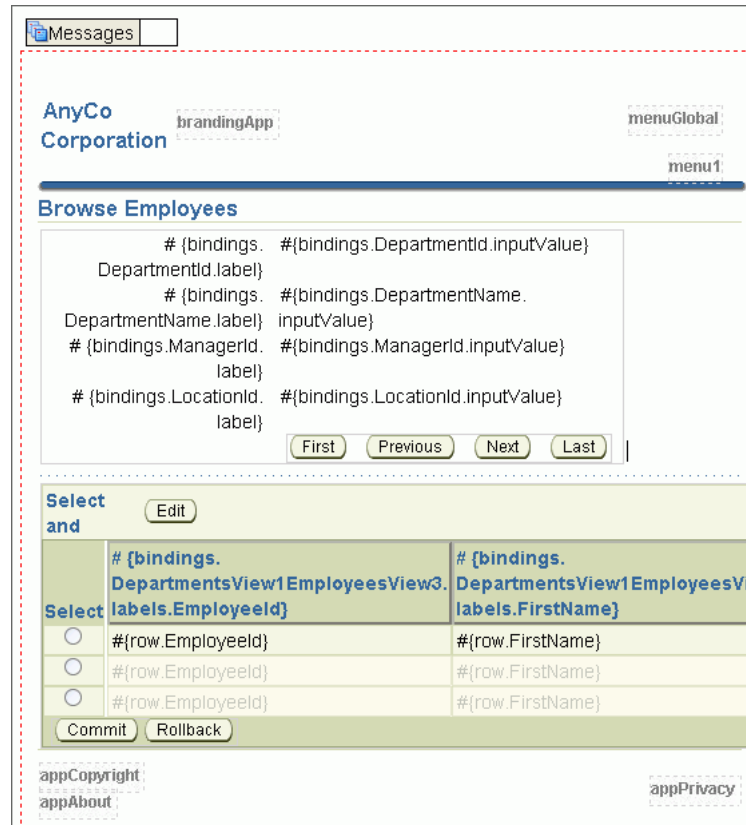 Messages
AnyCo
Corporation
brandingApp
menuGlobal
menu1
Browse Employees
# {bindings. #{bindings.DepartmentId.inputValue}
DepartmentId.label}
# {bindings. #{bindings.DepartmentName.
DepartmentName.label} inputValue}
# {bindings.ManagerId. #{bindings.ManagerId.inputValue}
label}
# {bindings.LocationId. #{bindings.LocationId.inputValue}
label}
First Previous Next Last
Select
and
Edit
Select
# {bindings.
DepartmentsView1EmployeesView3.
labels.EmployeeId}
# {bindings.
DepartmentsView1EmployeesVi
labels.FirstName}
#{row.EmployeeId} #{row.FirstName}
#{row.EmployeeId} #{row.FirstName}
#{row.EmployeeId} #{row.FirstName}
Commit Rollback
appCopyright
appAbout
appPrivacy